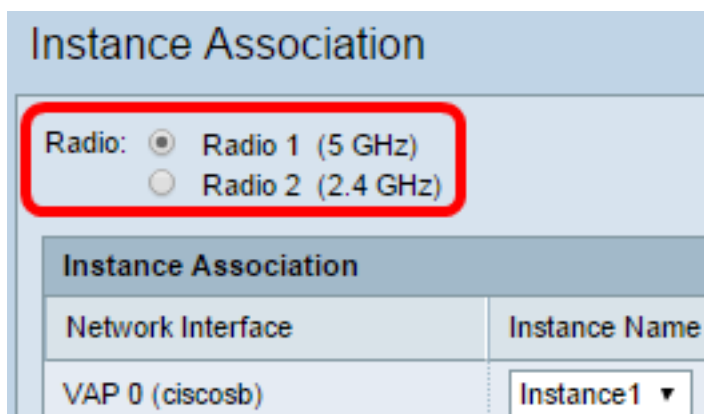 Instance Association
Radio: Radio 1 (5 GHz)
Radio 2 (2.4 GHz)
Instance Association
Network Interface Instance Name
VAP 0 (ciscosb) Instance1